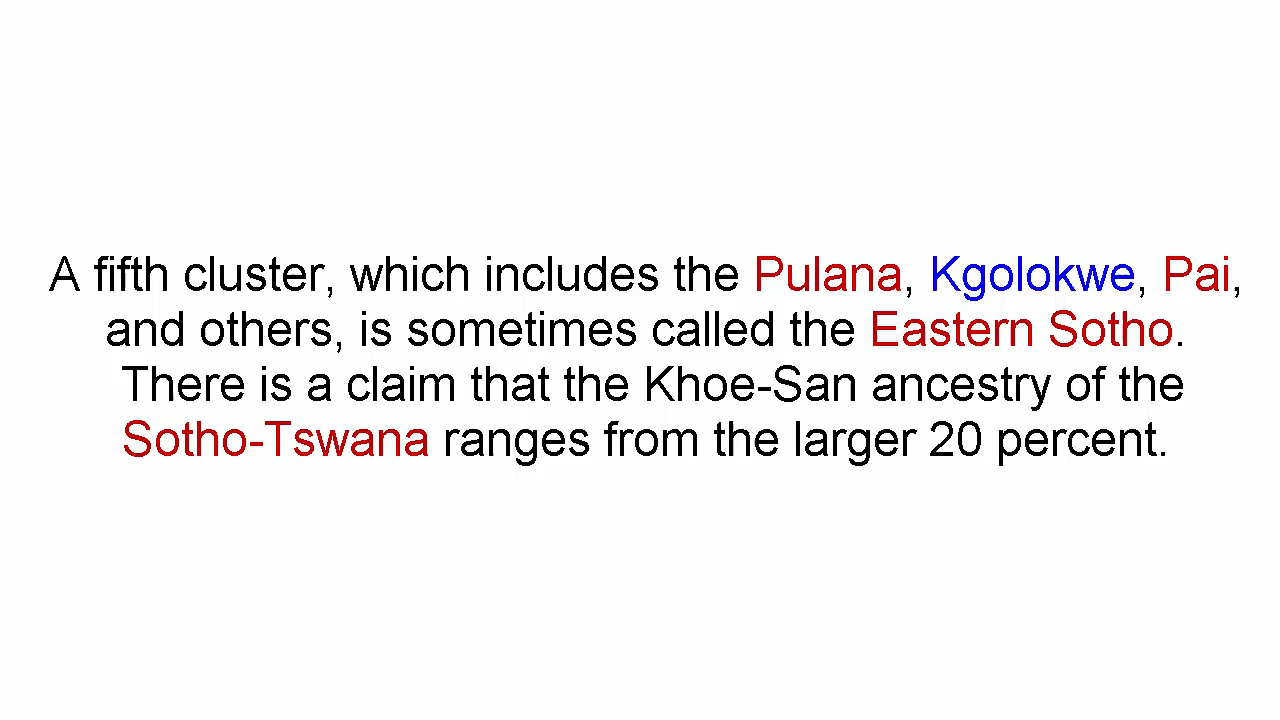 A fifth cluster, which includes the Pulana, Kgolokwe, Pai,
and others, is sometimes called the Eastern Sotho.
There is a claim that the Khoe-San ancestry of the
Sotho-Tswana ranges from the larger 20 percent.